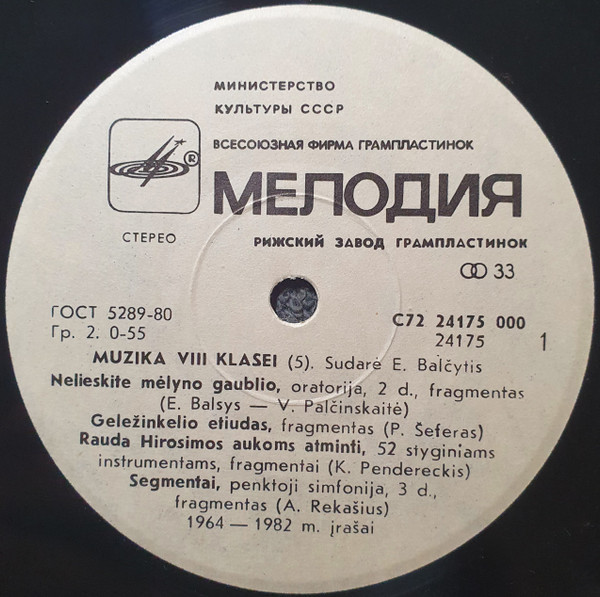 МИНИСТЕРСТВО
КУЛЬТУРЫ СССР
ВСЕСОЮЗНАЯ ФИРМА ГРАМПЛАСТИНОК
®
МЕЛОДИЯ
СТЕРЕО
РИЖСКИЙ ЗАВОД ГРАМПЛАСТИНОК
33
ГОСТ 5289-80
Гр. 2. 0-55
С72 24175 000
24175
1
MUZIKA VIII KLASEI (5). Sudarė E. Balčytis
Nelieskite mėlyno gaublio, oratorija, 2 d., fragmentas
(E. Balsys — V. Palčinskaitė)
Geležinkelio etiudas, fragmentas (P. Šeferas)
Rauda Hirosimos aukoms atminti, 52 styginiams
instrumentams, fragmentai (K. Pendereckis)
Segmentai, penktoji simfonija, 3 d.,
fragmentas (A. Rekašius)
1964 — 1982 m. įrašai